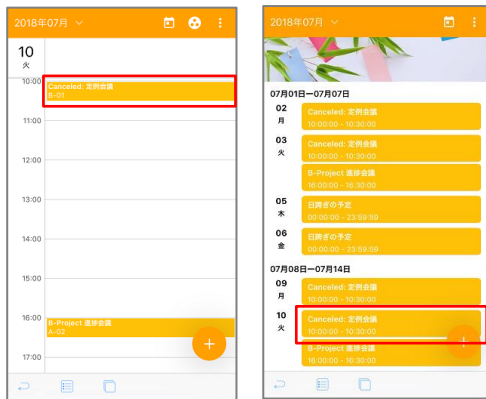 2018年07月
10
火
10:00
Canceled: 定例会議
B-01
11:00
12:00
13:00
14:00
15:00
16:00
B-Project 進捗会議
A-02
17:00
2018年07月
07月01日ー07月07日
02
月
Canceled: 定例会議
10:00:00 - 10:30:00
03
火
Canceled: 定例会議
10:00:00 - 10:30:00
B-Project 進捗会議
16:00:00 - 16:30:00
05
木
日跨ぎの予定
00:00:00 - 23:59:59
06
金
日跨ぎの予定
00:00:00 - 23:59:59
07月08日ー07月14日
09
月
Canceled: 定例会議
10:00:00 - 10:30:00
10
火
Canceled: 定例会議
10:00:00 - 10:30:00
B-Project 進捗会議
16:00:00 - 16:30:00